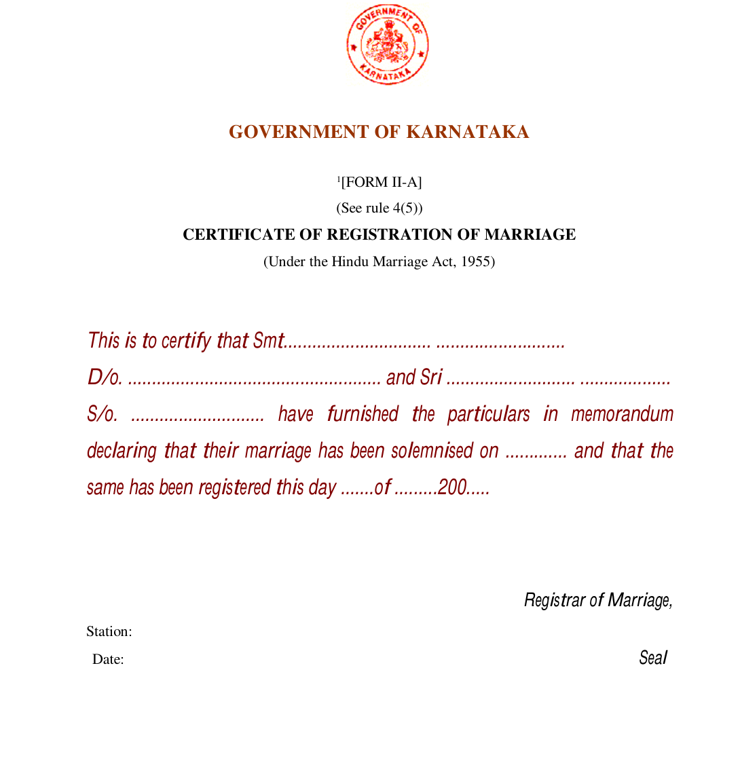 GOVERNMENT OF
KARNATAKA
GOVERNMENT OF KARNATAKA
¹[FORM II-A]
(See rule 4(5))
CERTIFICATE OF REGISTRATION OF MARRIAGE
(Under the Hindu Marriage Act, 1955)
This is to certify that Smt............................... ...........................
D/o. ..................................................... and Sri ........................... ...................
S/o. ............................ have furnished the particulars in memorandum
declaring that their marriage has been solemnised on ............. and that the
same has been registered this day .......of .........200.....
Registrar of Marriage,
Station:
Date:
Seal